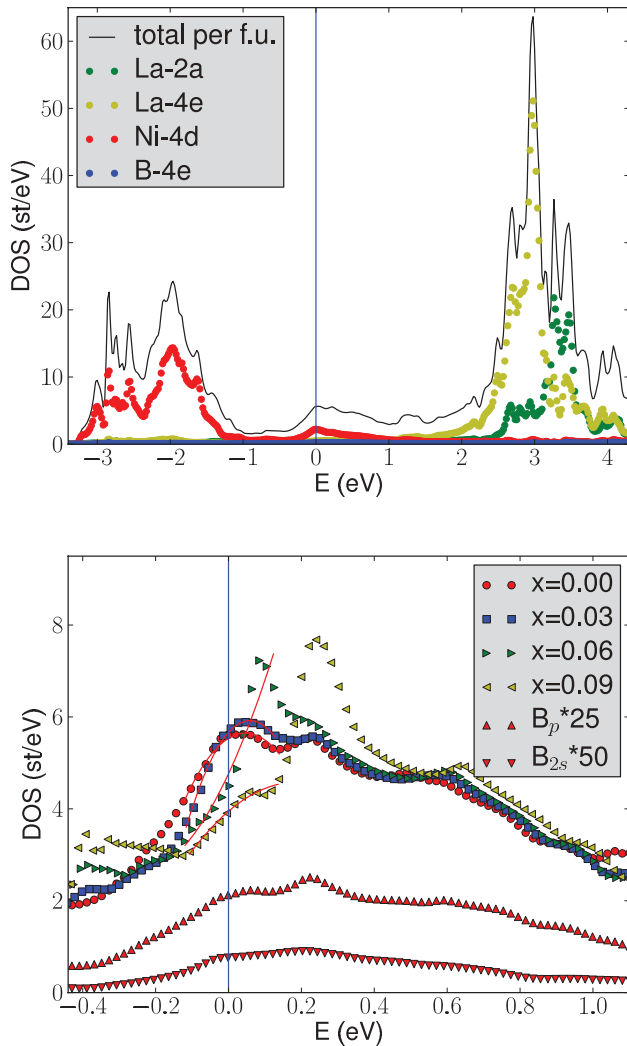 total per f.u.
La-2a
La-4e
Ni-4d
B-4e
DOS (st/eV)
60
50
40
30
20
10
0
−3 −2 −1 0 1 2 3 4
E (eV)
x=0.00
x=0.03
x=0.06
x=0.09
Bp*25
B2s*50
DOS (st/eV)
8
6
4
2
0
−0.4 −0.2 0.0 0.2 0.4 0.6 0.8 1.0
E (eV)